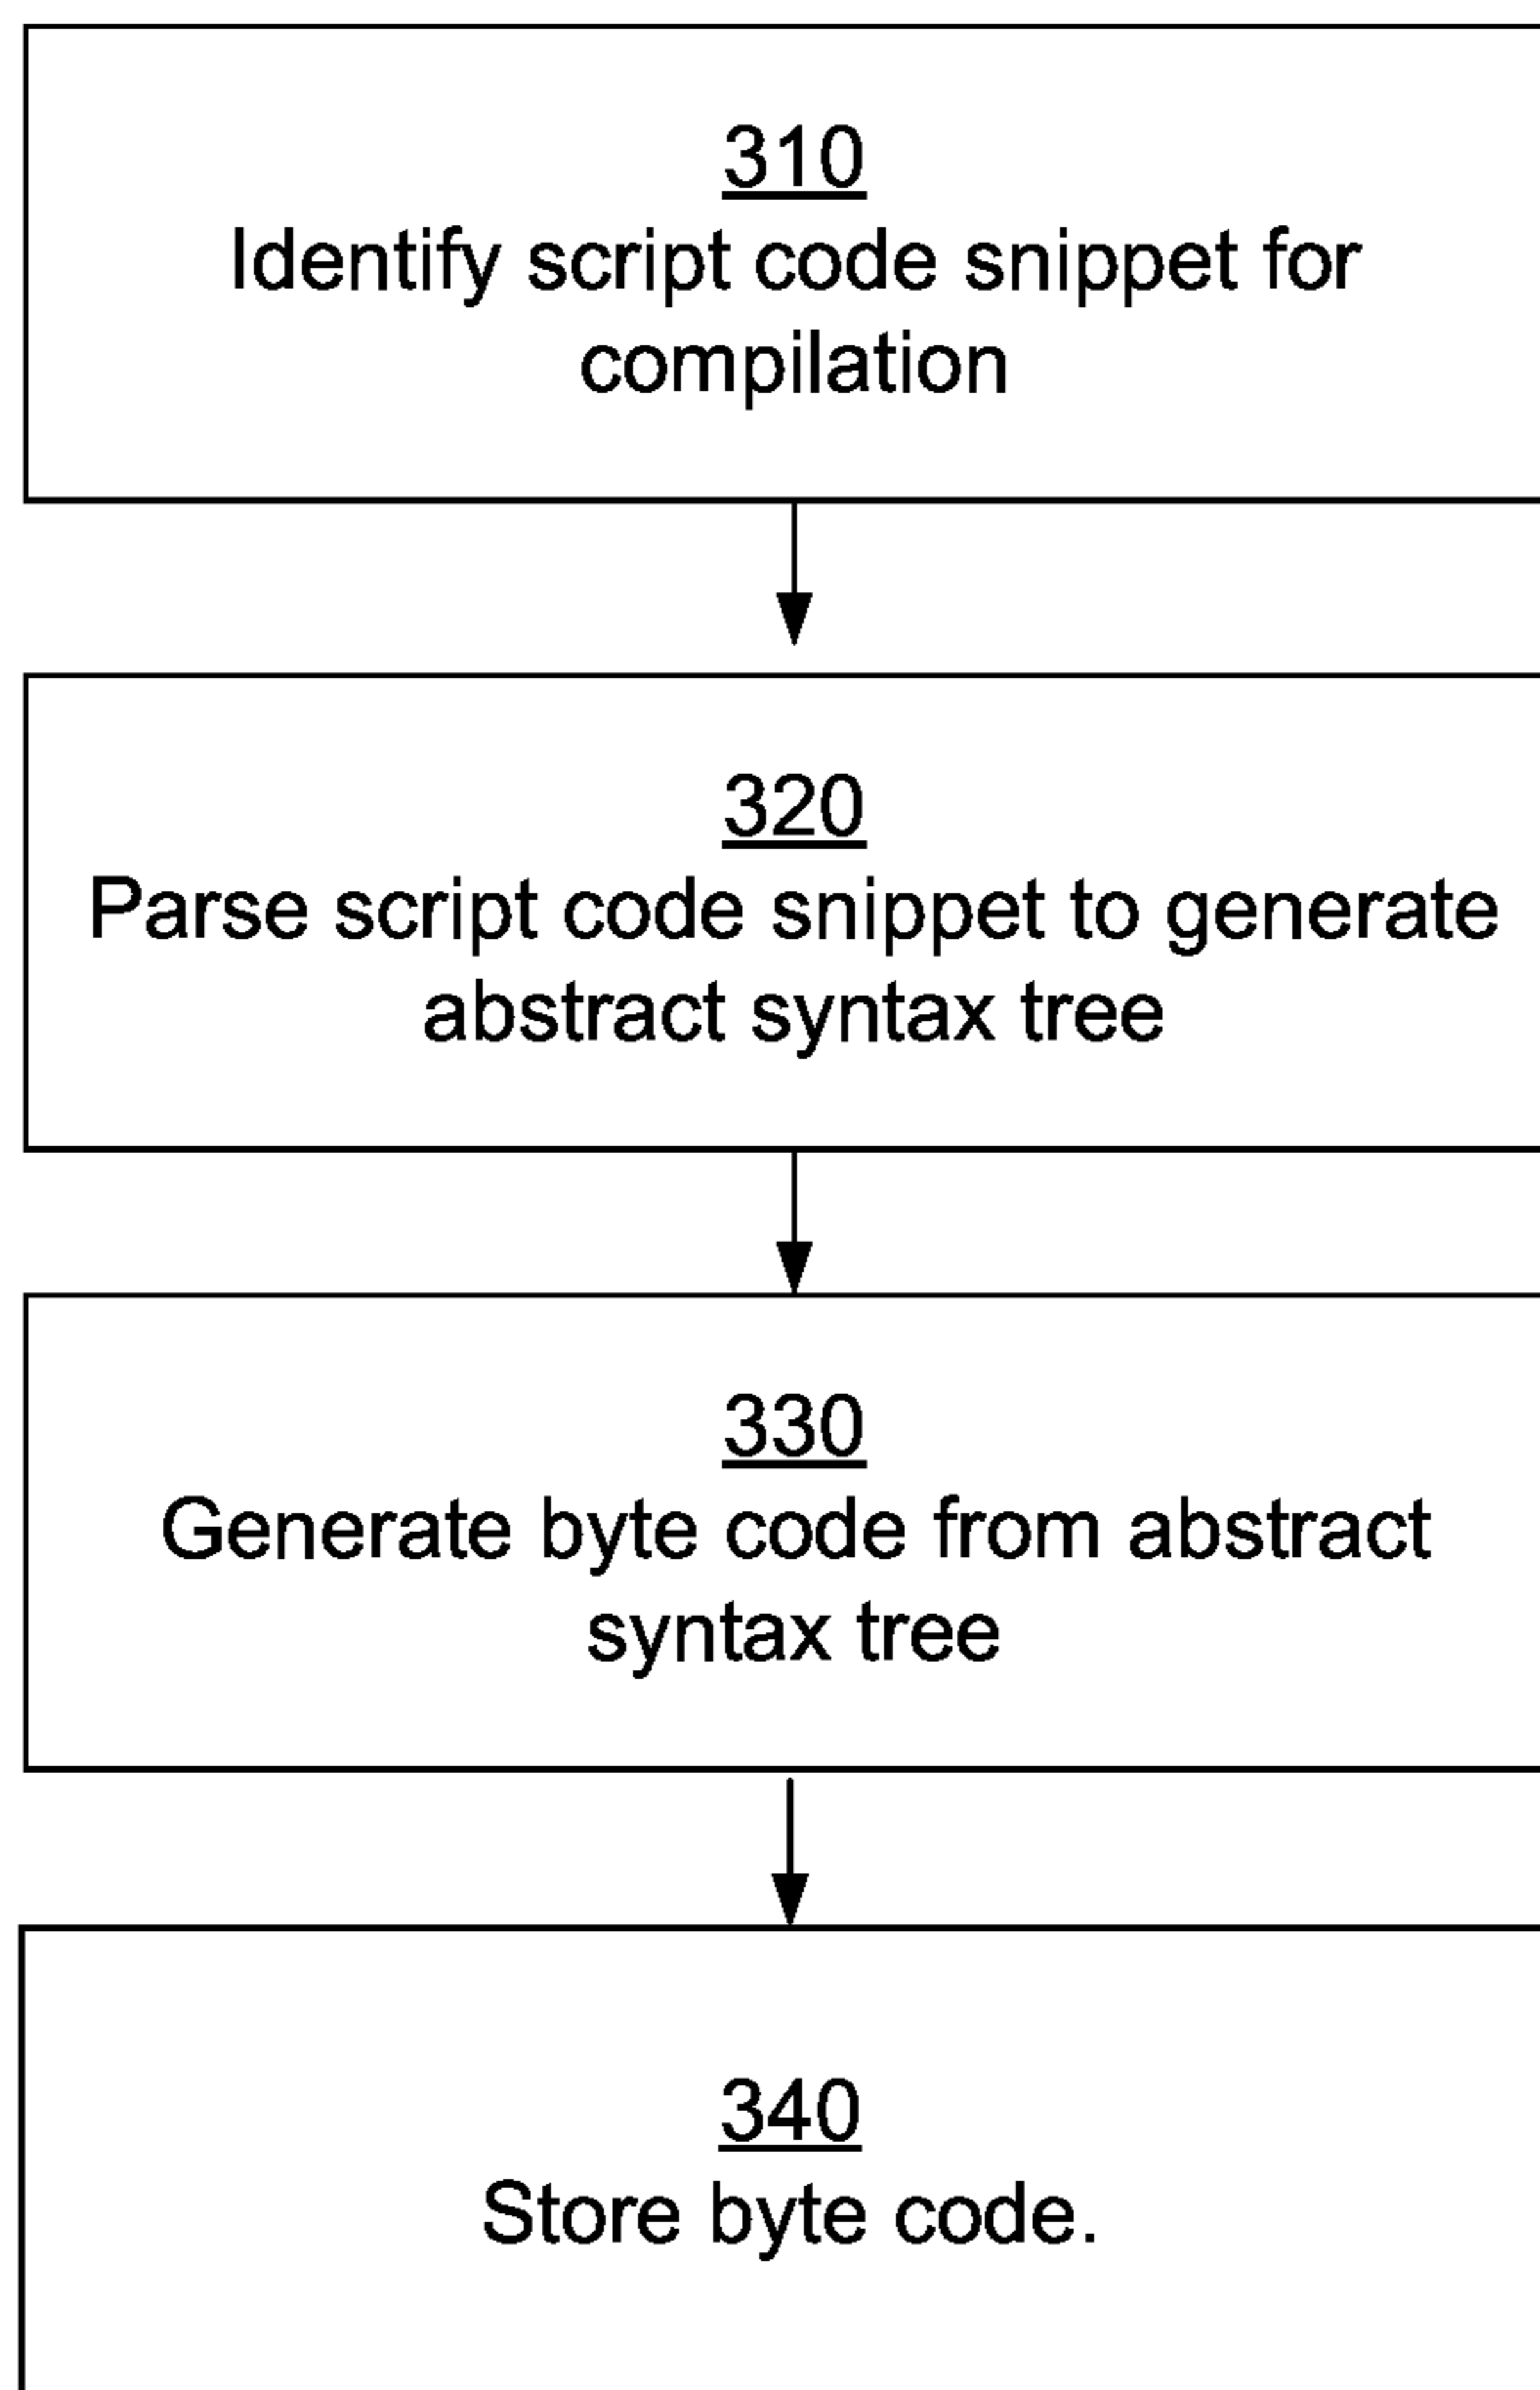 310
Identify script code snippet for
compilation
320
Parse script code snippet to generate
abstract syntax tree
330
Generate byte code from abstract
syntax tree
340
Store byte code.